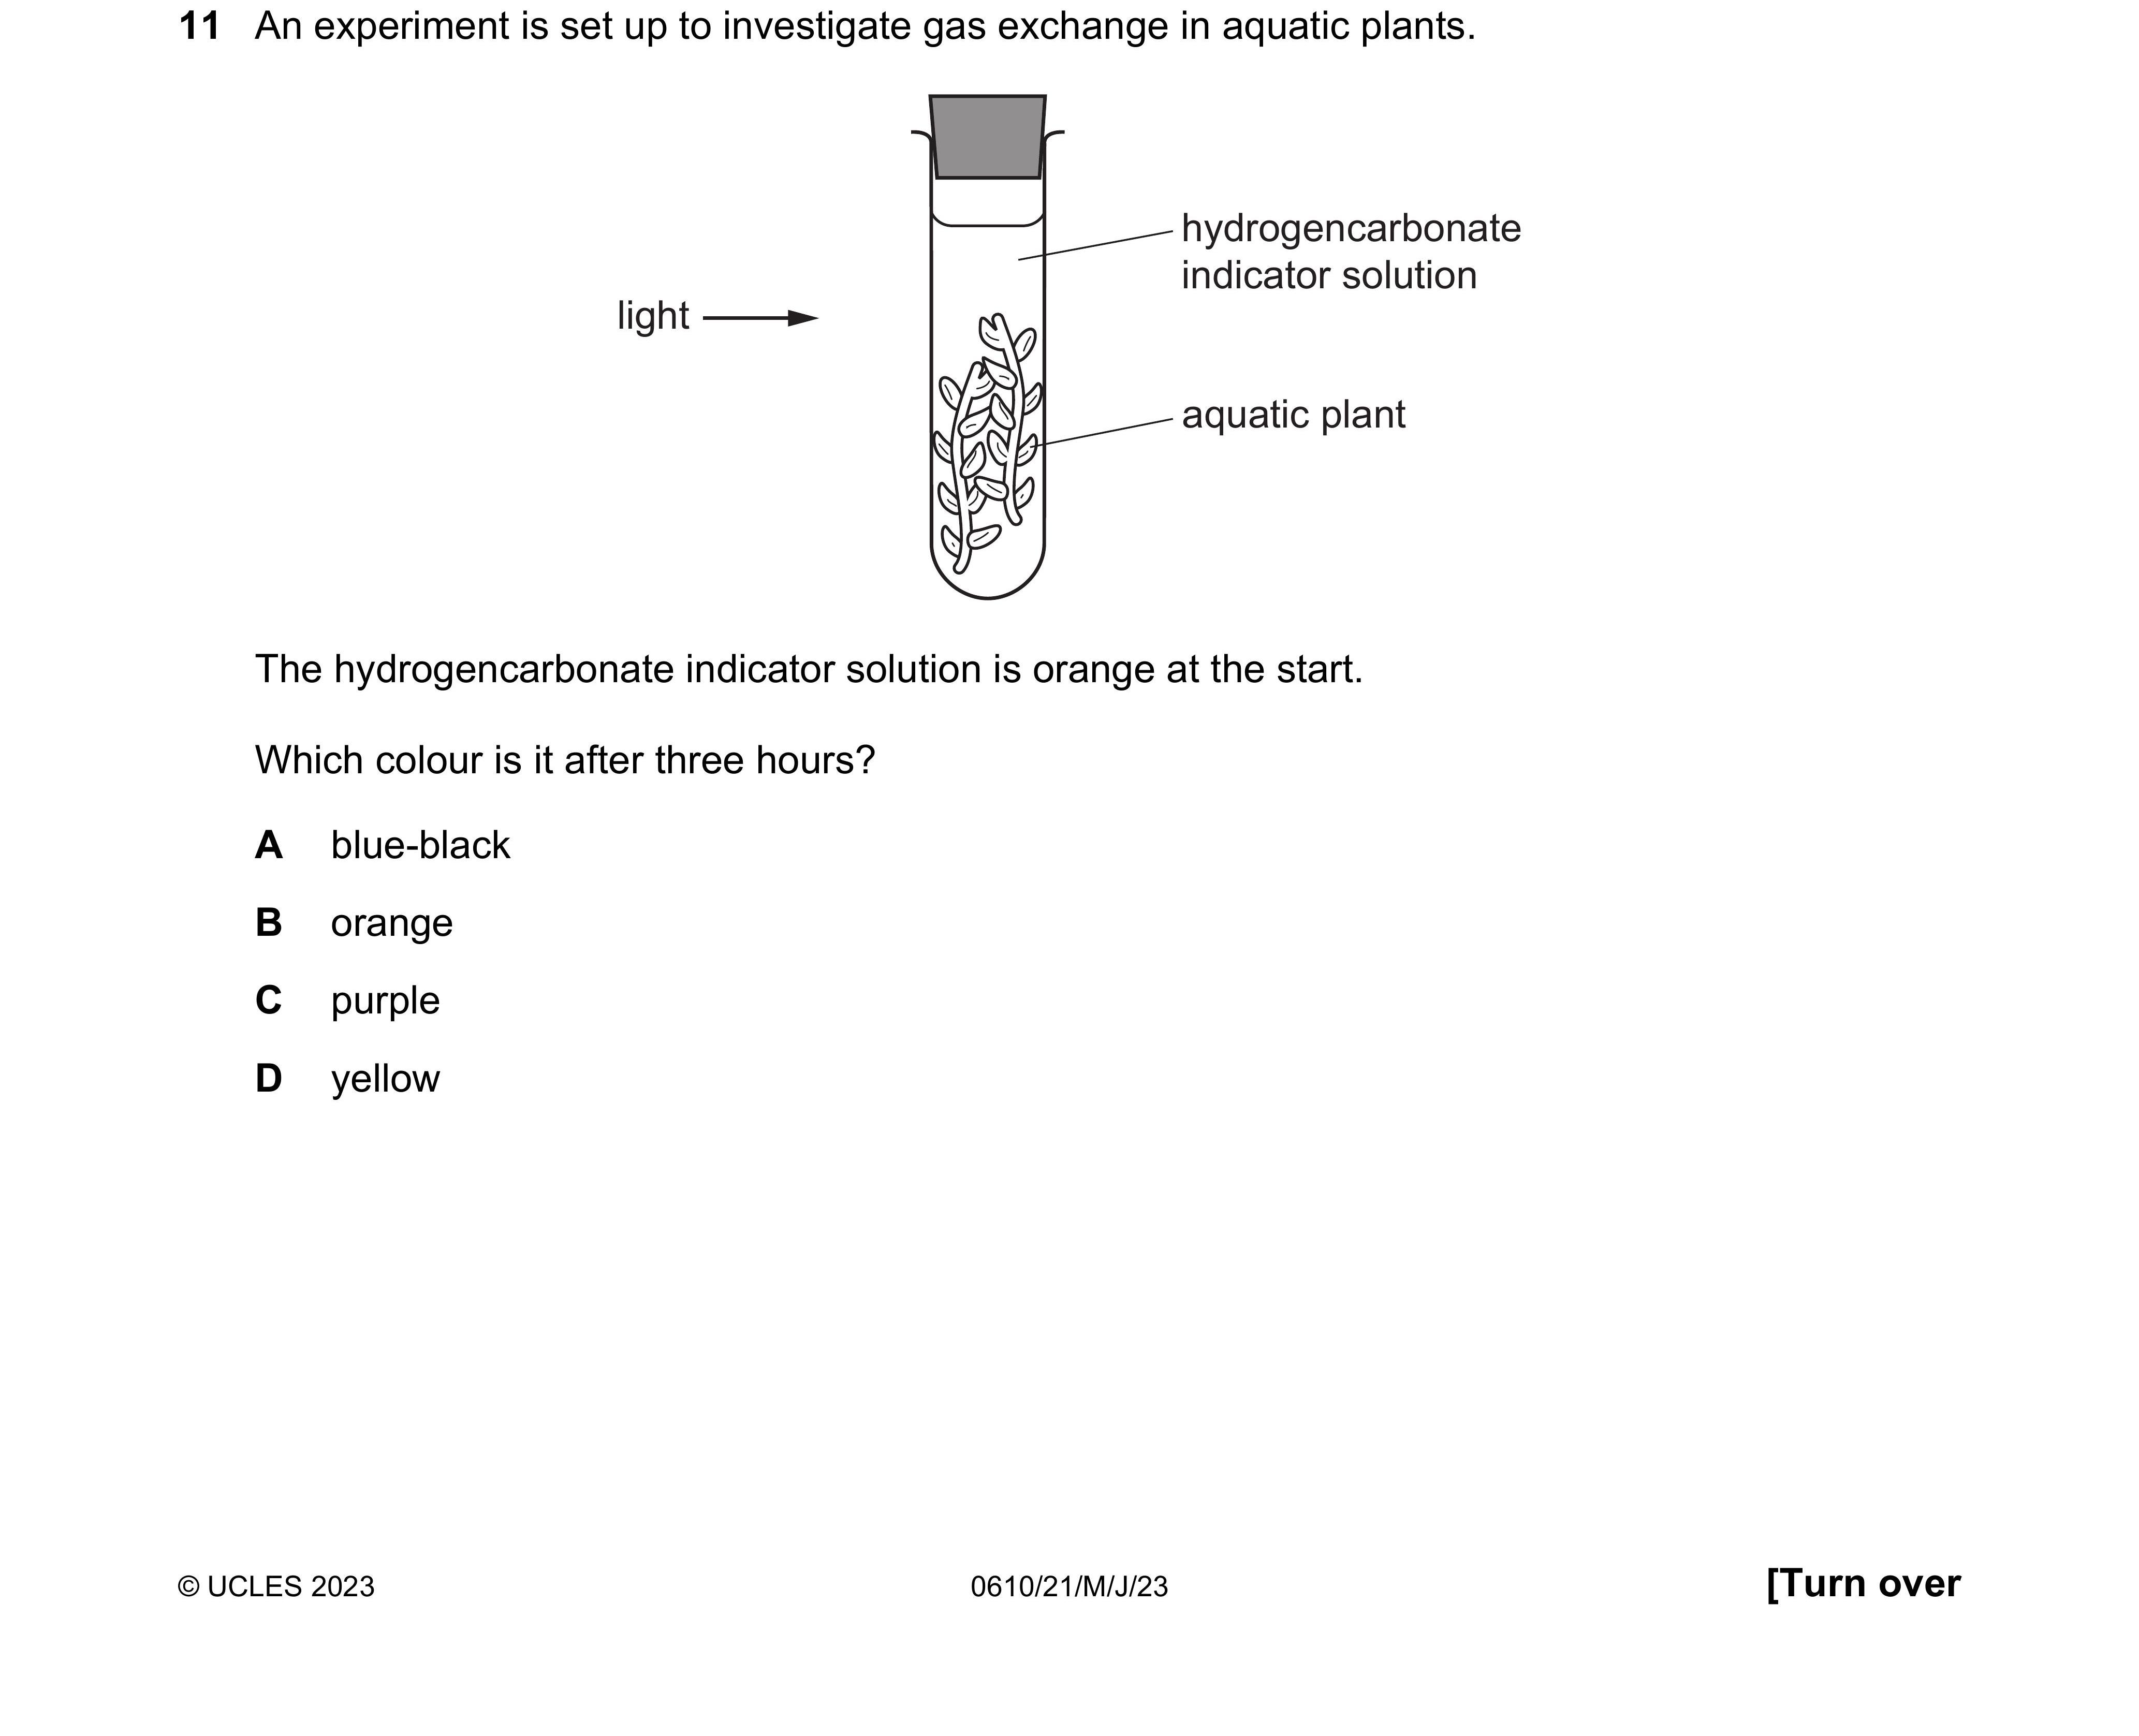 11 An experiment is set up to investigate gas exchange in aquatic plants.
hydrogencarbonate
indicator solution
light
aquatic plant
The hydrogencarbonate indicator solution is orange at the start.
Which colour is it after three hours?
A blue-black
B orange
C purple
D yellow
© UCLES 2023 0610/21/M/J/23 [Turn over